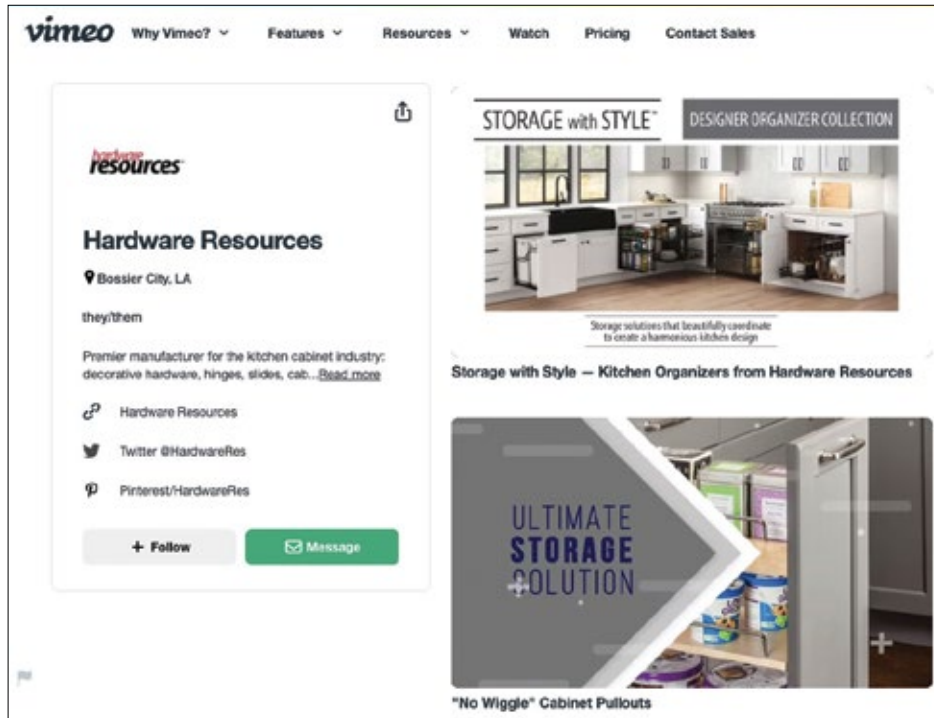 vimeo Why Vimeo? Features Resources Watch Pricing Contact Sales
hardware
resources
Hardware Resources
Bossier City, LA
they/them
Premier manufacturer for the kitchen cabinet industry:
decorative hardware, hinges, slides, cab...Read more
Hardware Resources
Twitter @HardwareRes
Pinterest/HardwareRes
+ Follow
Message
STORAGE with STYLE™
DESIGNER ORGANIZER COLLECTION
Storage solutions that beautifully coordinate
to create a harmonious kitchen design
Storage with Style — Kitchen Organizers from Hardware Resources
ULTIMATE
STORAGE
SOLUTION
"No Wiggle" Cabinet Pullouts